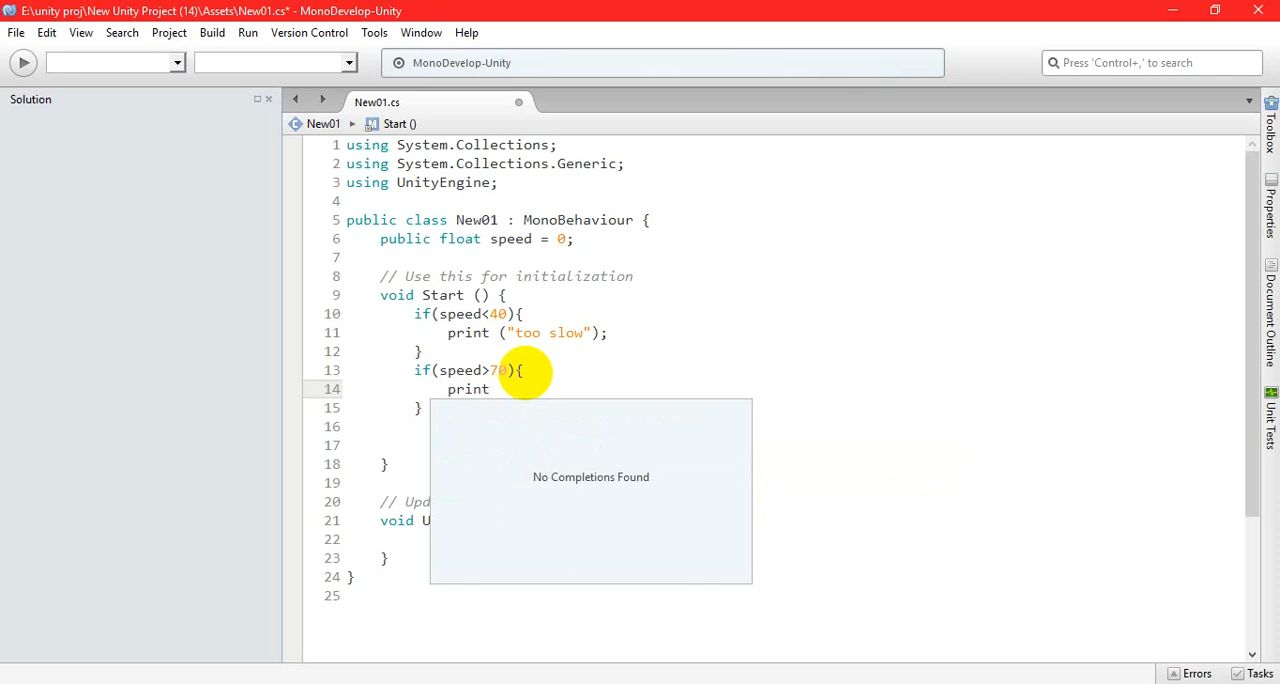 E:\unity proj\New Unity Project (14)\Assets\New01.cs* - MonoDevelop-Unity
File Edit View Search Project Build Run Version Control Tools Window Help
MonoDevelop-Unity
Press 'Control+,' to search
Solution
New01.cs
New01 Start ()
1 using System.Collections;
2 using System.Collections.Generic;
3 using UnityEngine;
4
5 public class New01 : MonoBehaviour {
6 public float speed = 0;
7
8 // Use this for initialization
9 void Start () {
10 if(speed<40){
11 print ("too slow");
12 }
13 if(speed>70){
14 print
15 }
16
17
18 }
19
20 // Upd
21 void U
22
23 }
24 }
25
No Completions Found
Toolbox
Properties
Document Outline
Unit Tests
Errors Tasks